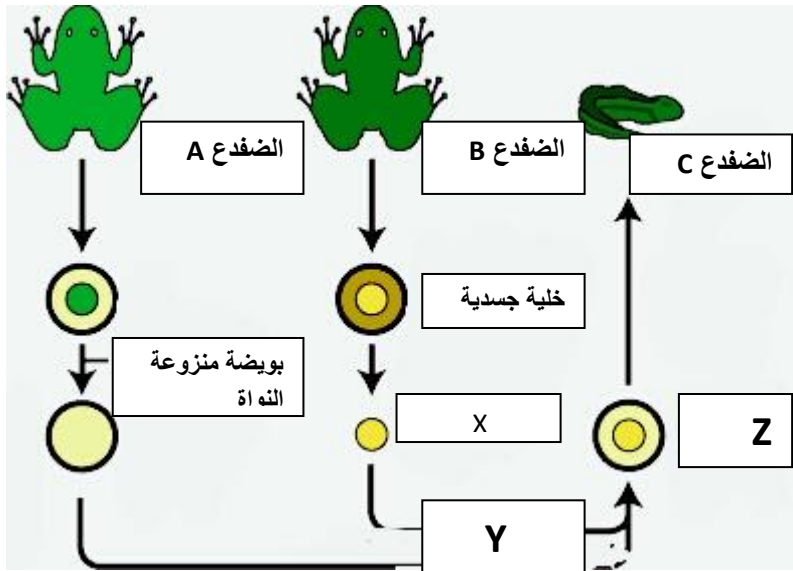 الضفدع A
الضفدع B
الضفدع C
خلية جسدية
بويضة منزوعة
النواة
X
Z
Y